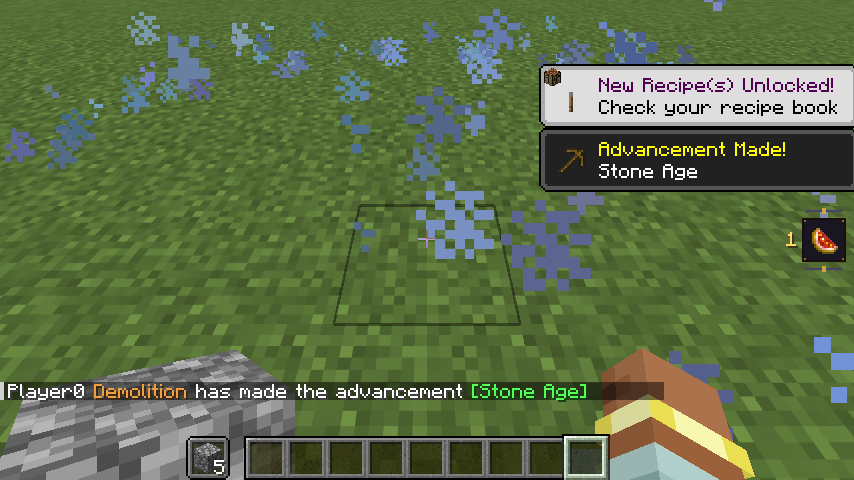 New Recipe(s) Unlocked!
Check your recipe book
Advancement Made!
Stone Age
1
Player0 Demolition has made the advancement [Stone Age]
5